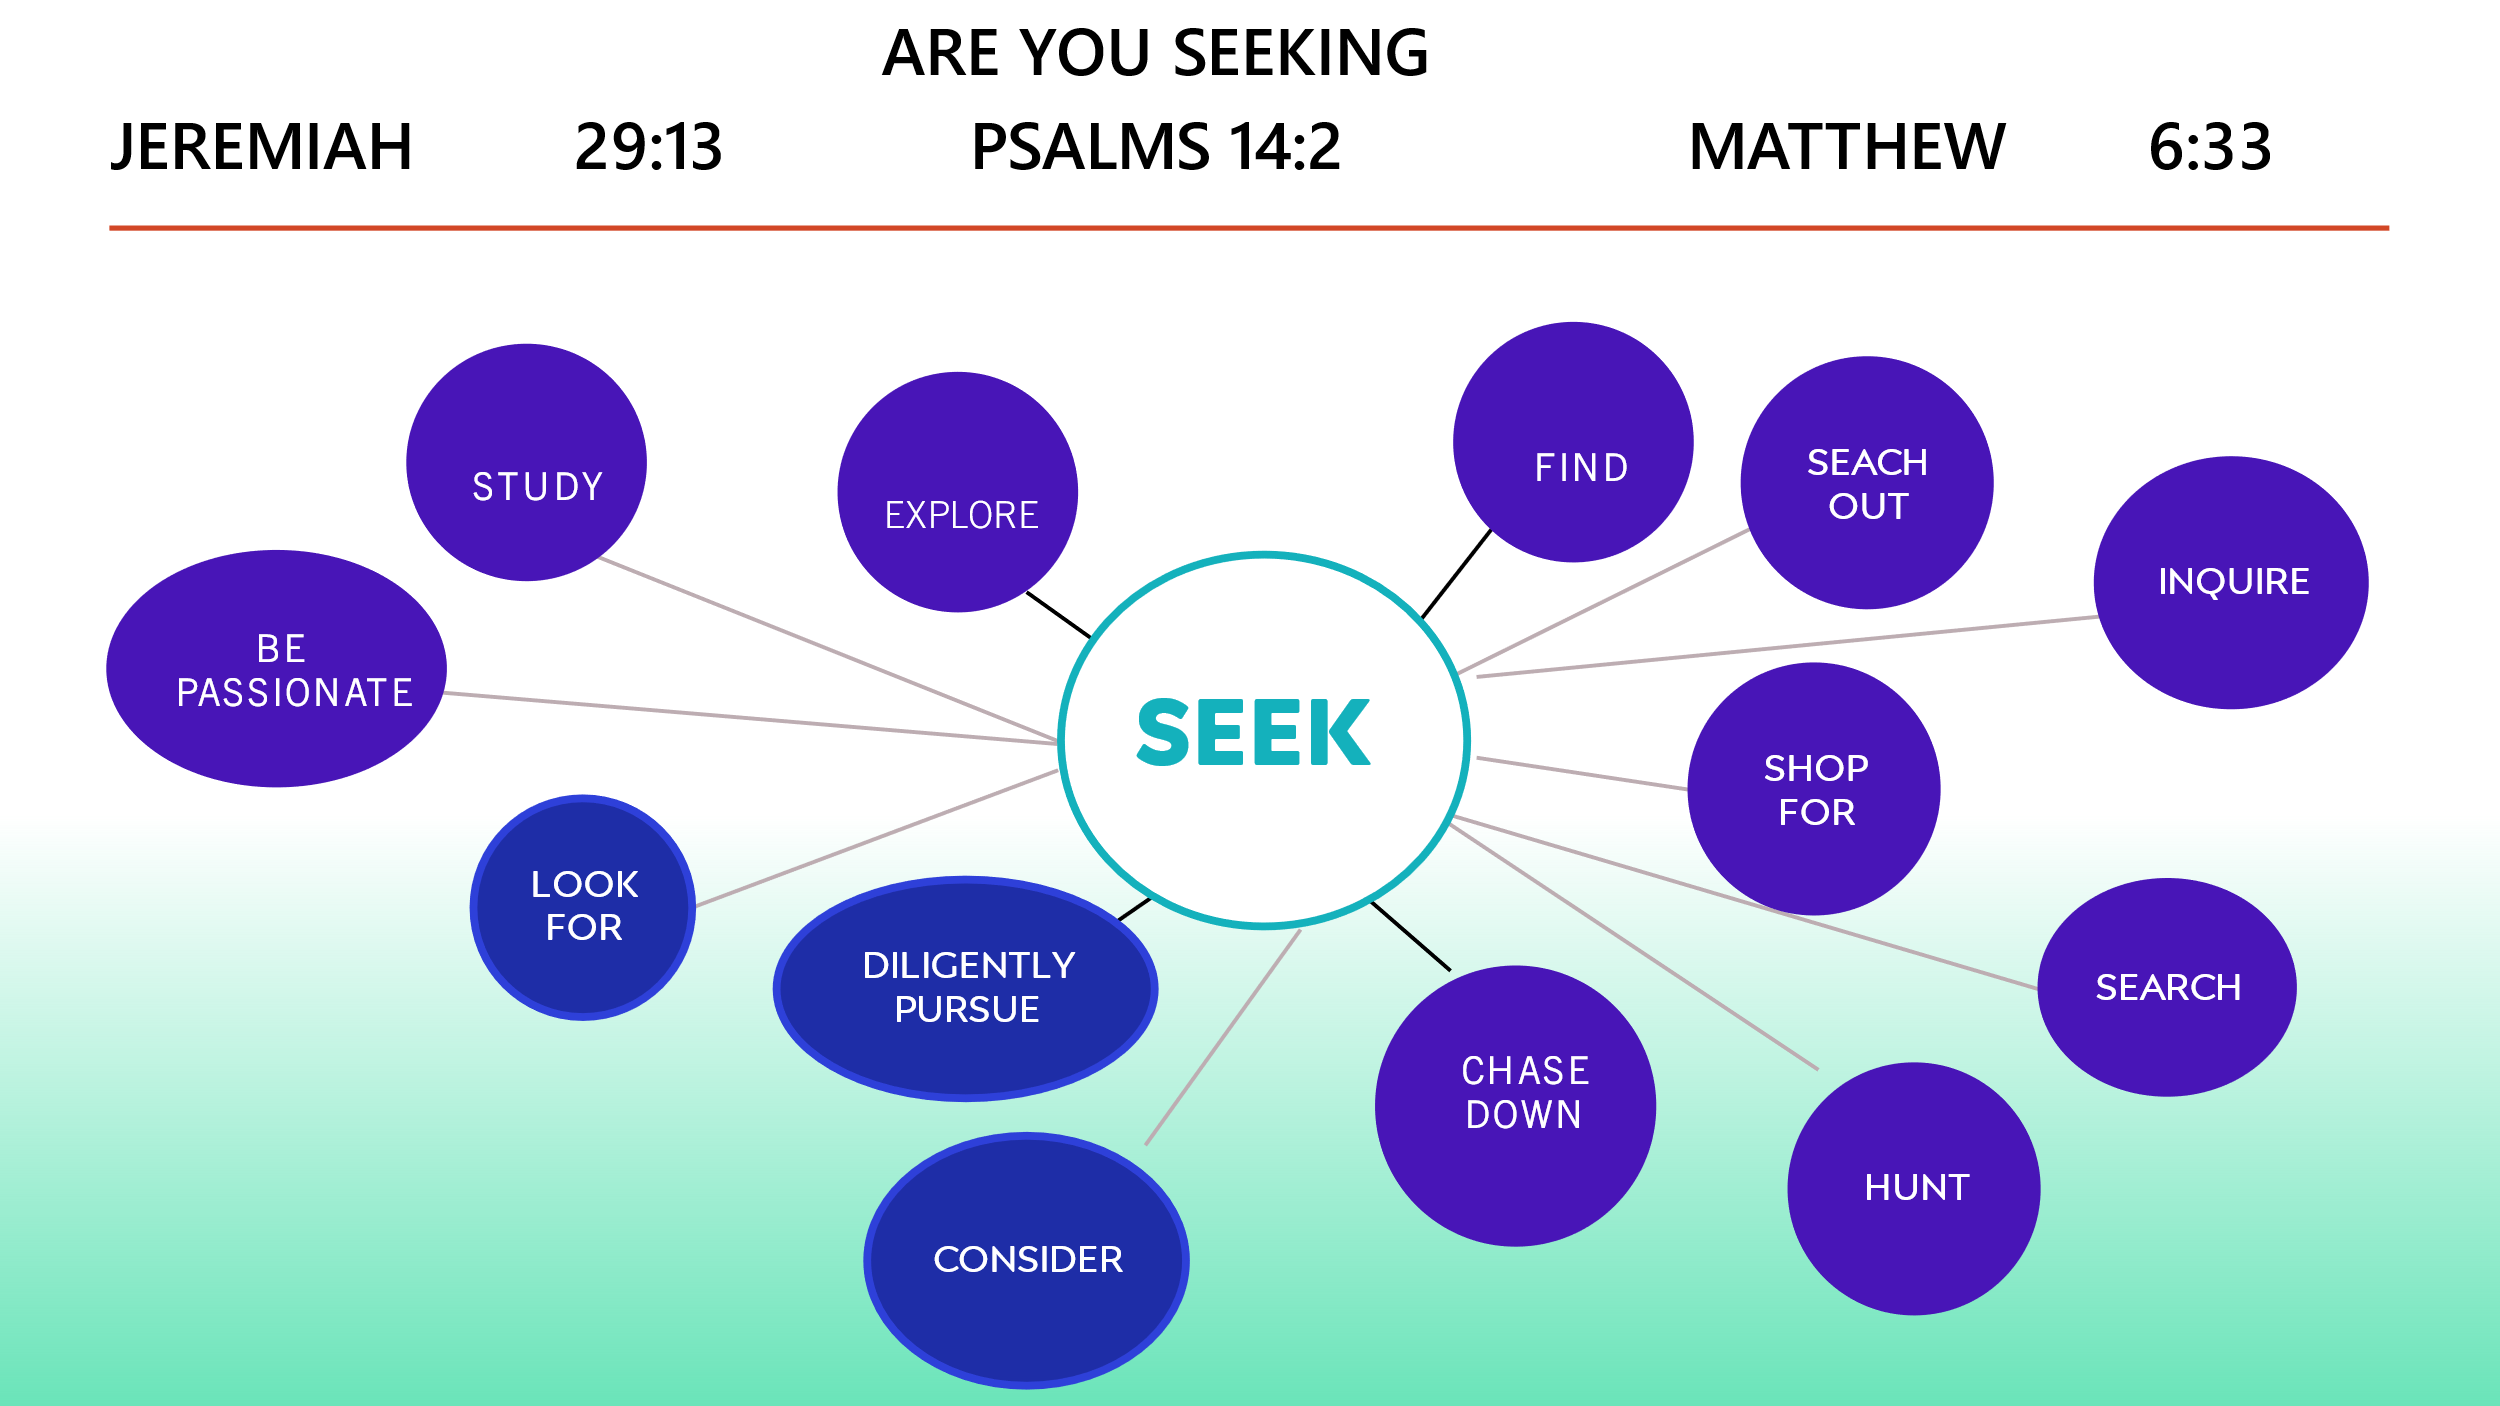 ARE YOU SEEKING
JEREMIAH 29:13 PSALMS 14:2 MATTHEW 6:33
STUDY
EXPLORE
FIND
SEACH
OUT
INQUIRE
BE
PASSIONATE
SEEK
SHOP
FOR
LOOK
FOR
DILIGENTLY
PURSUE
SEARCH
CHASE
DOWN
HUNT
CONSIDER